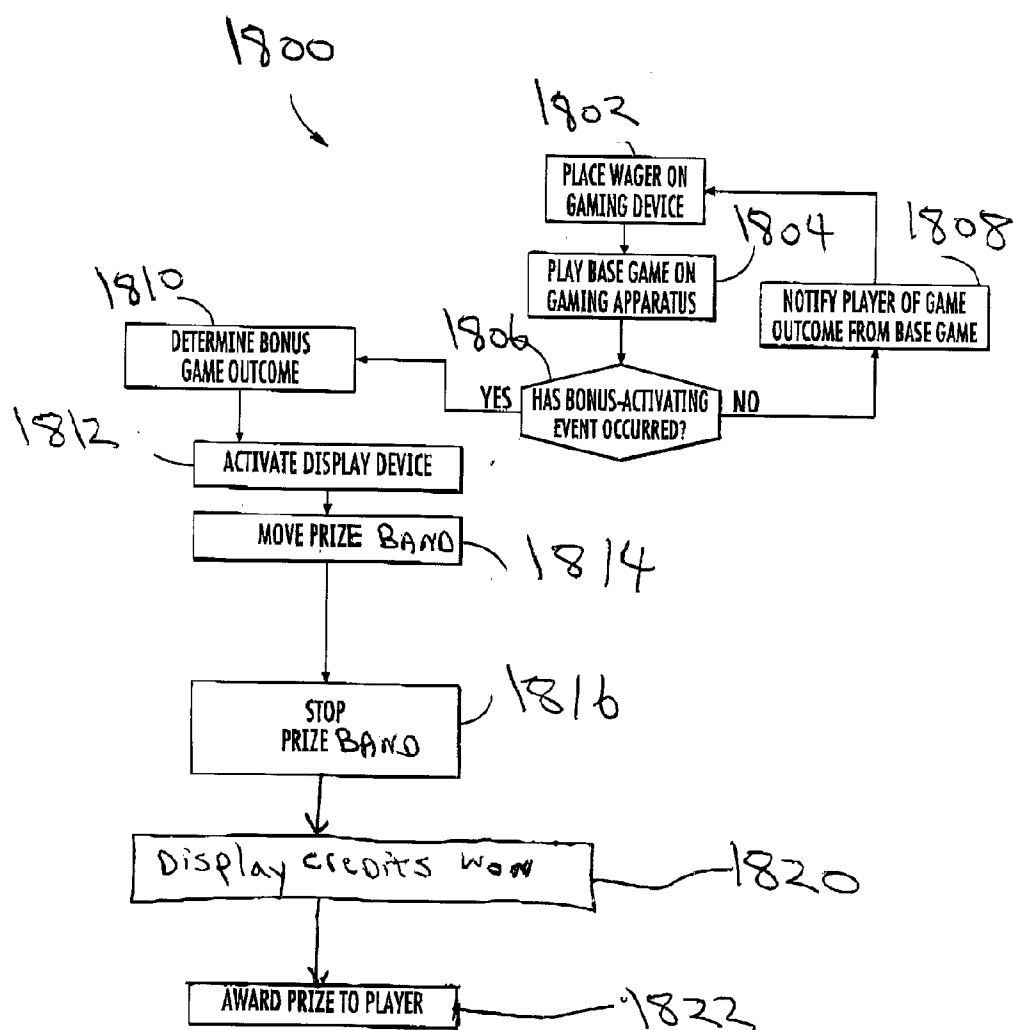 1800
1802
PLACE WAGER ON
GAMING DEVICE
1804
PLAY BASE GAME ON
GAMING APPARATUS
1808
NOTIFY PLAYER OF GAME
OUTCOME FROM BASE GAME
1806
HAS BONUS-ACTIVATING
EVENT OCCURRED?
YES
NO
1810
DETERMINE BONUS
GAME OUTCOME
1812
ACTIVATE DISPLAY DEVICE
MOVE PRIZE BAND
1814
STOP
PRIZE BAND
1816
Display credits won
1820
AWARD PRIZE TO PLAYER
1822